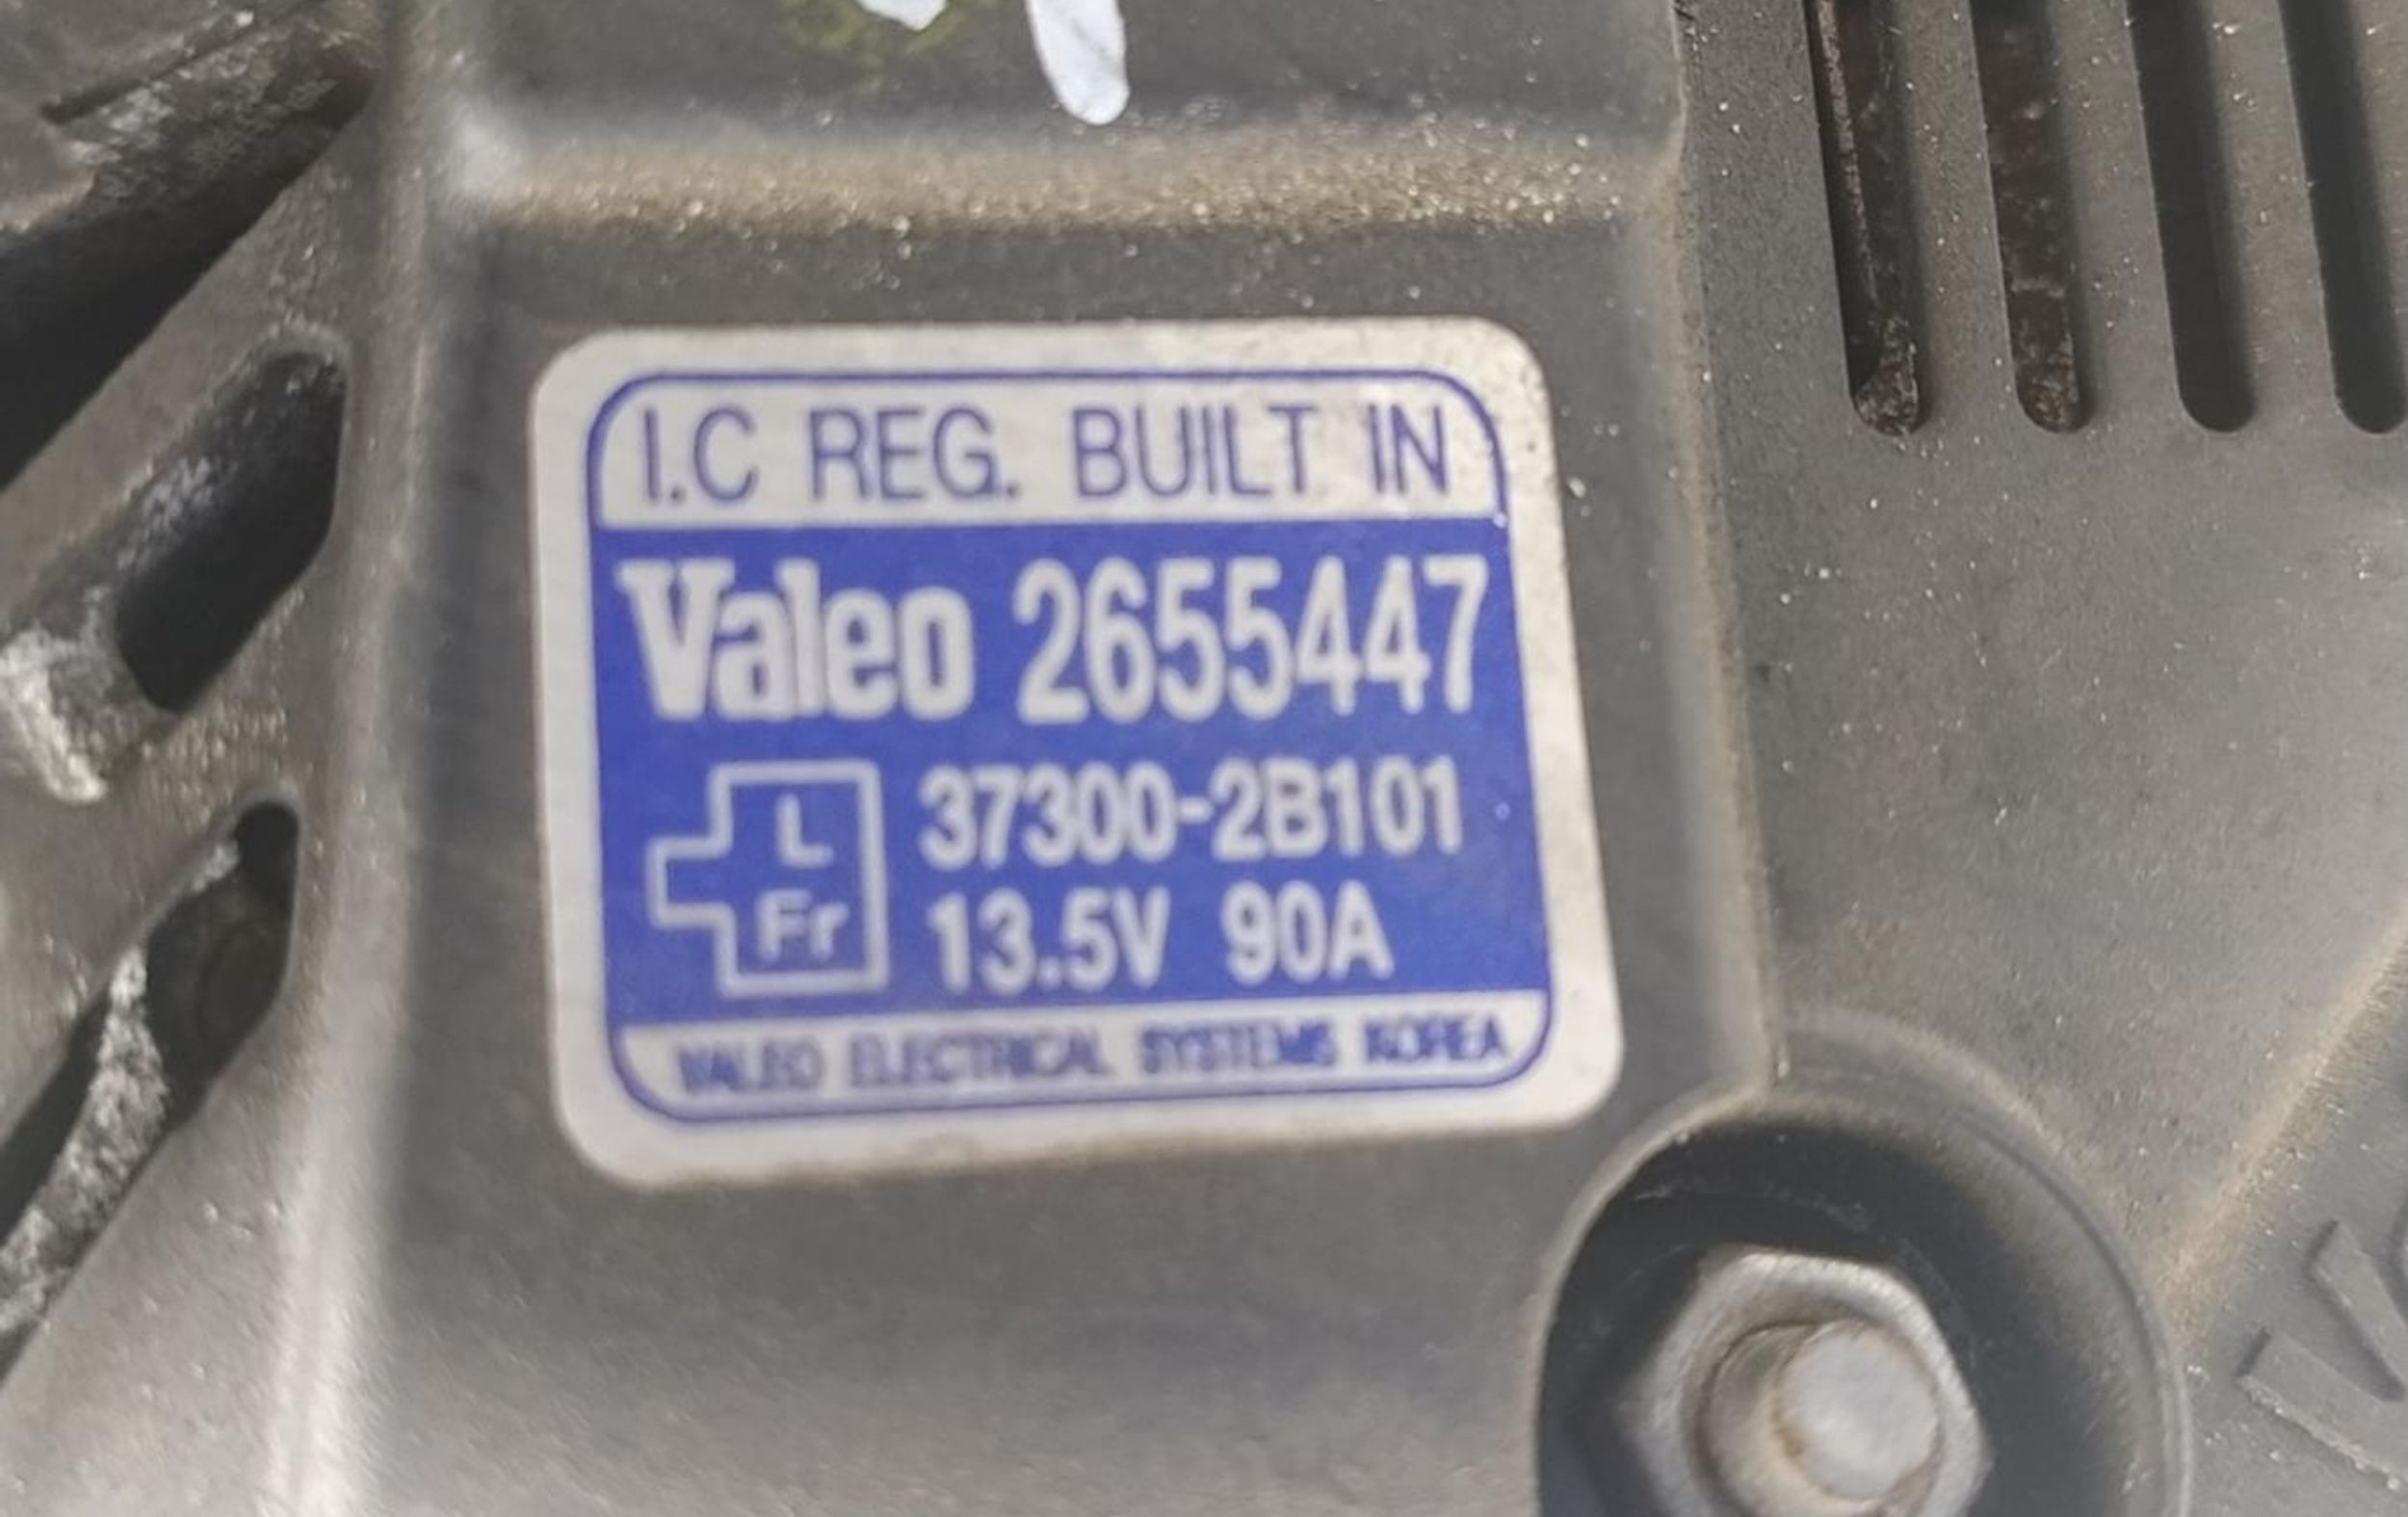 I.C REG. BUILT IN
Valeo 2655447
L 37300-2B101
Fr 13.5V 90A
VALEO ELECTRICAL SYSTEMS KOREA